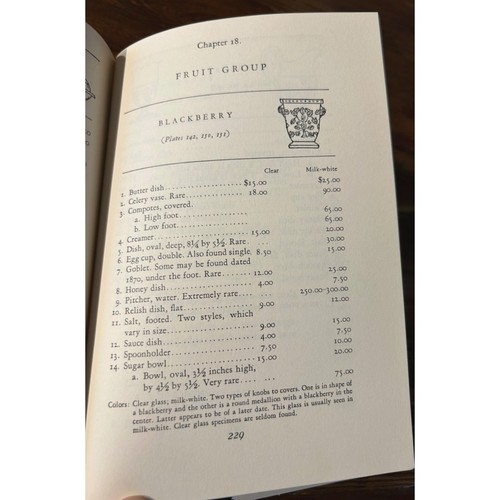 Chapter 18.
FRUIT GROUP
BLACKBERRY
(Plates 140, 150, 151)
Clear Milk-white
1. Butter dish.................... $15.00 $25.00
2. Celery vase. Rare.............. 18.00 90.00
3. Compotes, covered.
a. High foot................. 65.00
b. Low foot................. 65.00
4. Creamer...................... 15.00 20.00
5. Dish, oval, deep, 8¼ by 5½. Rare ... 30.00
6. Egg cup, double. Also found single 8.50 15.00
7. Goblet. Some may be found dated
1870, under the foot. Rare...... 12.00 25.00
8. Honey dish.................... 4.00 7.50
9. Pitcher, water. Extremely rare.... ... 250.00-300.00
10. Relish dish, flat................ 9.00 12.00
11. Salt, footed. Two styles, which
vary in size................... 9.00 15.00
12. Sauce dish.................... 4.00 7.50
13. Spoonholder................... 7.50 10.00
14. Sugar bowl.................... 15.00 20.00
a. Bowl, oval, 3½ inches high,
by 4½ by 5½. Very rare.... .... 75.00
Colors: Clear glass; milk-white. Two types of knobs to covers. One is in shape of
a blackberry and the other is a round medallion with a blackberry in the
center. Latter appears to be of a later date. This glass is usually seen in
milk-white. Clear glass specimens are seldom found.
229